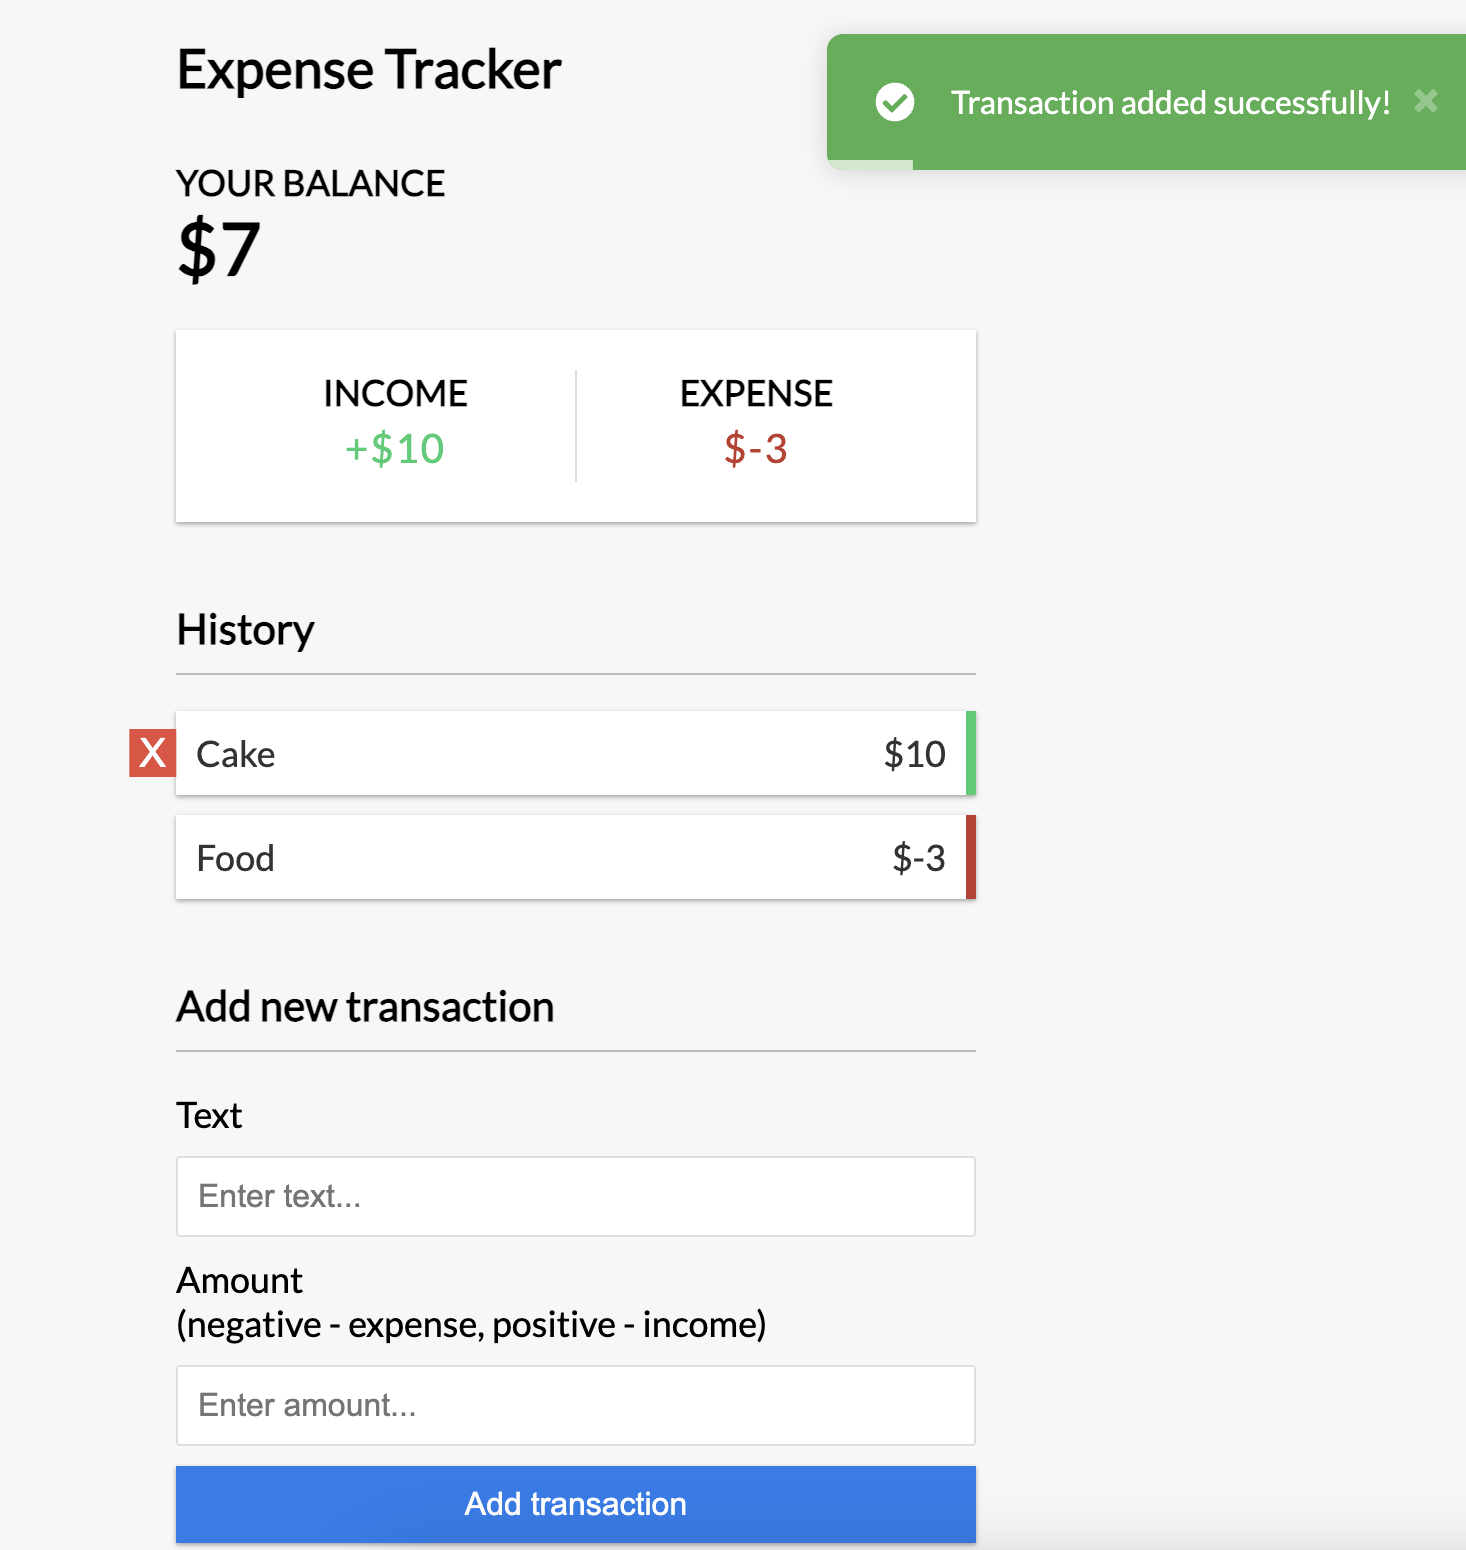 Expense Tracker
Transaction added successfully!
YOUR BALANCE
$7
INCOME
+$10
EXPENSE
$-3
History
X Cake $10
Food $-3
Add new transaction
Text
Enter text...
Amount
(negative - expense, positive - income)
Enter amount...
Add transaction